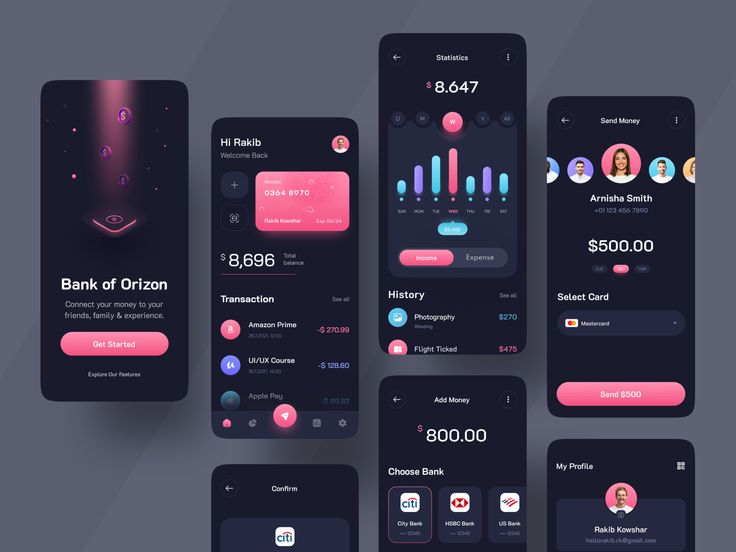 Bank of Orizon
Connect your money to your
friends, family & experience.
Get Started
Explore Our Features
Hi Rakib
Welcome Back
Number
0364 8970
Rakib Kowshar
Exp. 06/24
$ 8,696
Total
balance
Transaction
See all
Amazon Prime
26.7.2021, 12:00
-$ 270.99
UI/UX Course
18.7.2021, 14:00
-$ 128.60
Apple Pay
-$ 89.62
Confirm
citi
Statistics
$ 8.647
D
M
W
Y
All
SUN
MON
TUE
WED
THU
FRI
SAT
$3,462
Income
Expense
History
See all
Photography
Weeding
$270
Flight Ticked
$475
Add Money
$ 800.00
Choose Bank
citi
City Bank
12345
HSBC Bank
12345
US Bank
12345
Send Money
Arnisha Smith
+01 123 456 7890
$500.00
EUR
USD
GBP
Select Card
Mastercard
Send $500
My Profile
Rakib Kowshar
hellorakib.rk@gmail.com